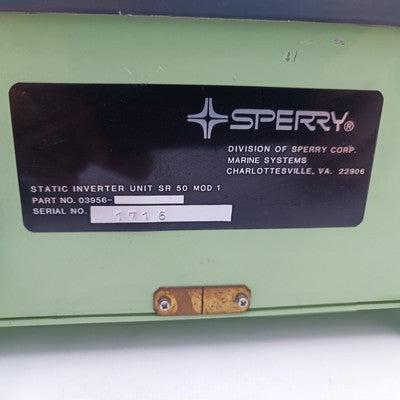 SPERRY®
DIVISION OF SPERRY CORP.
MARINE SYSTEMS
CHARLOTTESVILLE, VA. 22906
STATIC INVERTER UNIT SR 50 MOD 1
PART NO. 03956-
SERIAL NO. 1716